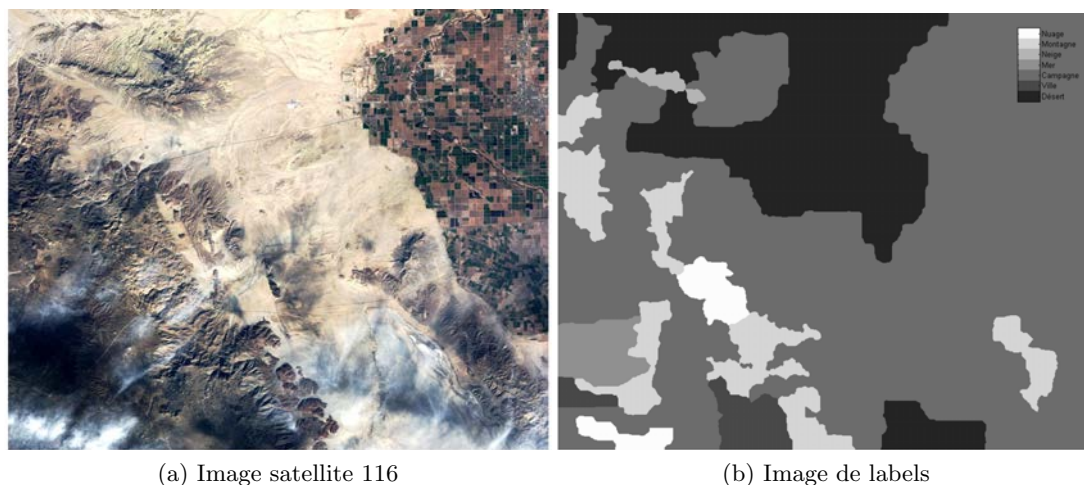 Nuage
Montagne
Neige
Mer
Campagne
Ville
Désert
(a) Image satellite 116
(b) Image de labels